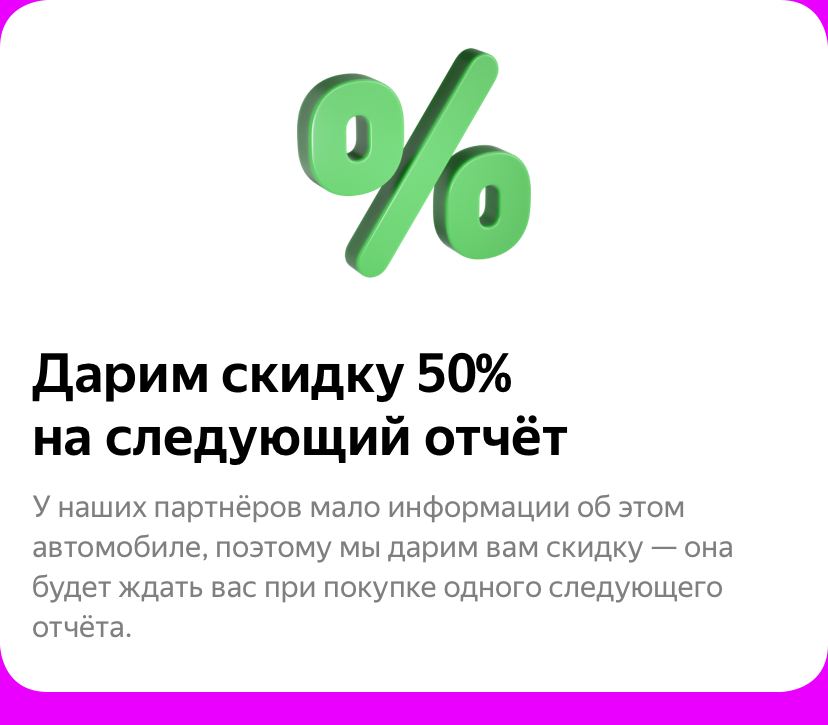 Дарим скидку 50%
на следующий отчёт
У наших партнёров мало информации об этом
автомобиле, поэтому мы дарим вам скидку — она
будет ждать вас при покупке одного следующего
отчёта.